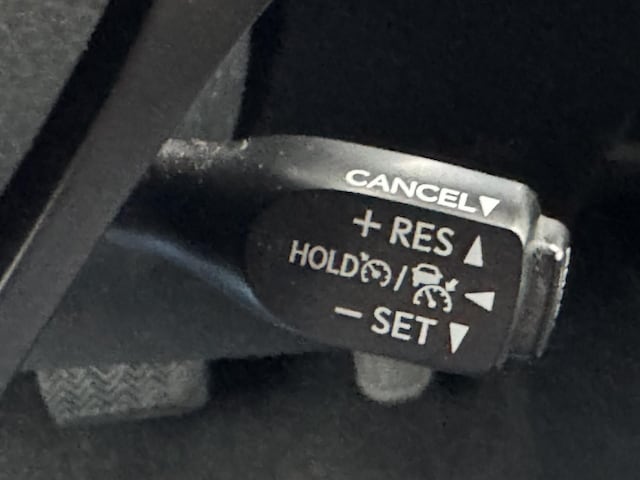 CANCEL▼
+ RES ▲
HOLD / ◄
− SET ▼